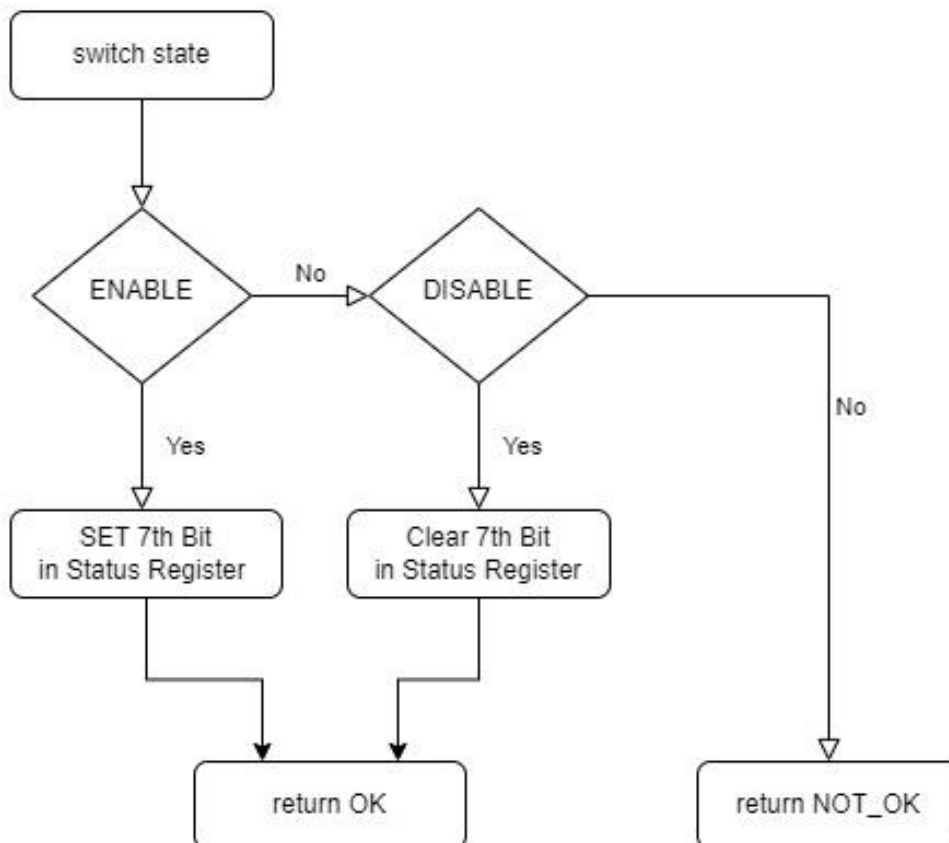 switch state
ENABLE
No
DISABLE
No
Yes
Yes
SET 7th Bit
in Status Register
Clear 7th Bit
in Status Register
return OK
return NOT_OK